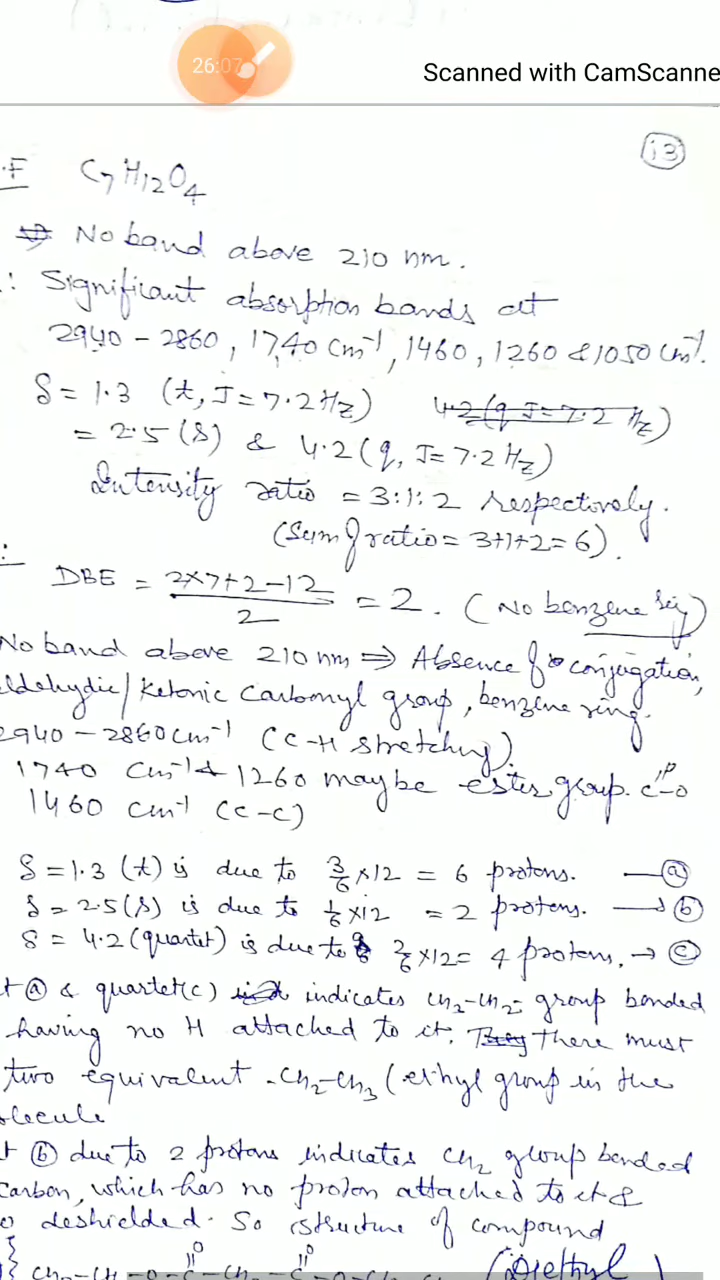 26:07
Scanned with CamScanne
13
.F C7H12O4
⇒ No band above 210 nm.
: Significant absorption bands at
2940 - 2860, 1740 cm-1, 1460, 1260 & 1050 cm-1.
δ = 1.3 (t, J = 7.2 Hz) 4.2 (q J = 7.2 Hz)
= 2.5 (s) & 4.2 (q, J = 7.2 Hz)
Intensity ratio = 3:1:2 respectively.
(Sum of ratio = 3+1+2 = 6).
:
DBE = (2x7+2-12)/2 = 2. (No benzene ring)
No band above 210 nm ⇒ Absence of conjugation,
ldehydic/Ketonic carbonyl group, benzene ring.
2940 - 2860 cm-1 (C-H stretching).
1740 cm-1 & 1260 may be ester group. C-O
1460 cm-1 (C-C)
δ = 1.3 (t) is due to 3/6 x 12 = 6 protons. — a
δ = 2.5 (s) is due to 1/6 x 12 = 2 protons. → b
δ = 4.2 (quartet) is due to 2/6 x 12 = 4 protons. → c
t a & quartet (c) indicates group bonded
having no H attached to it. There must
two equivalent -CH2-CH3 (ethyl group in the
lecule
t b due to 2 protons indicates CH2 group bonded
carbon, which has no proton attached to it &
deshielded. So structure of compound
O O
(Diethyl